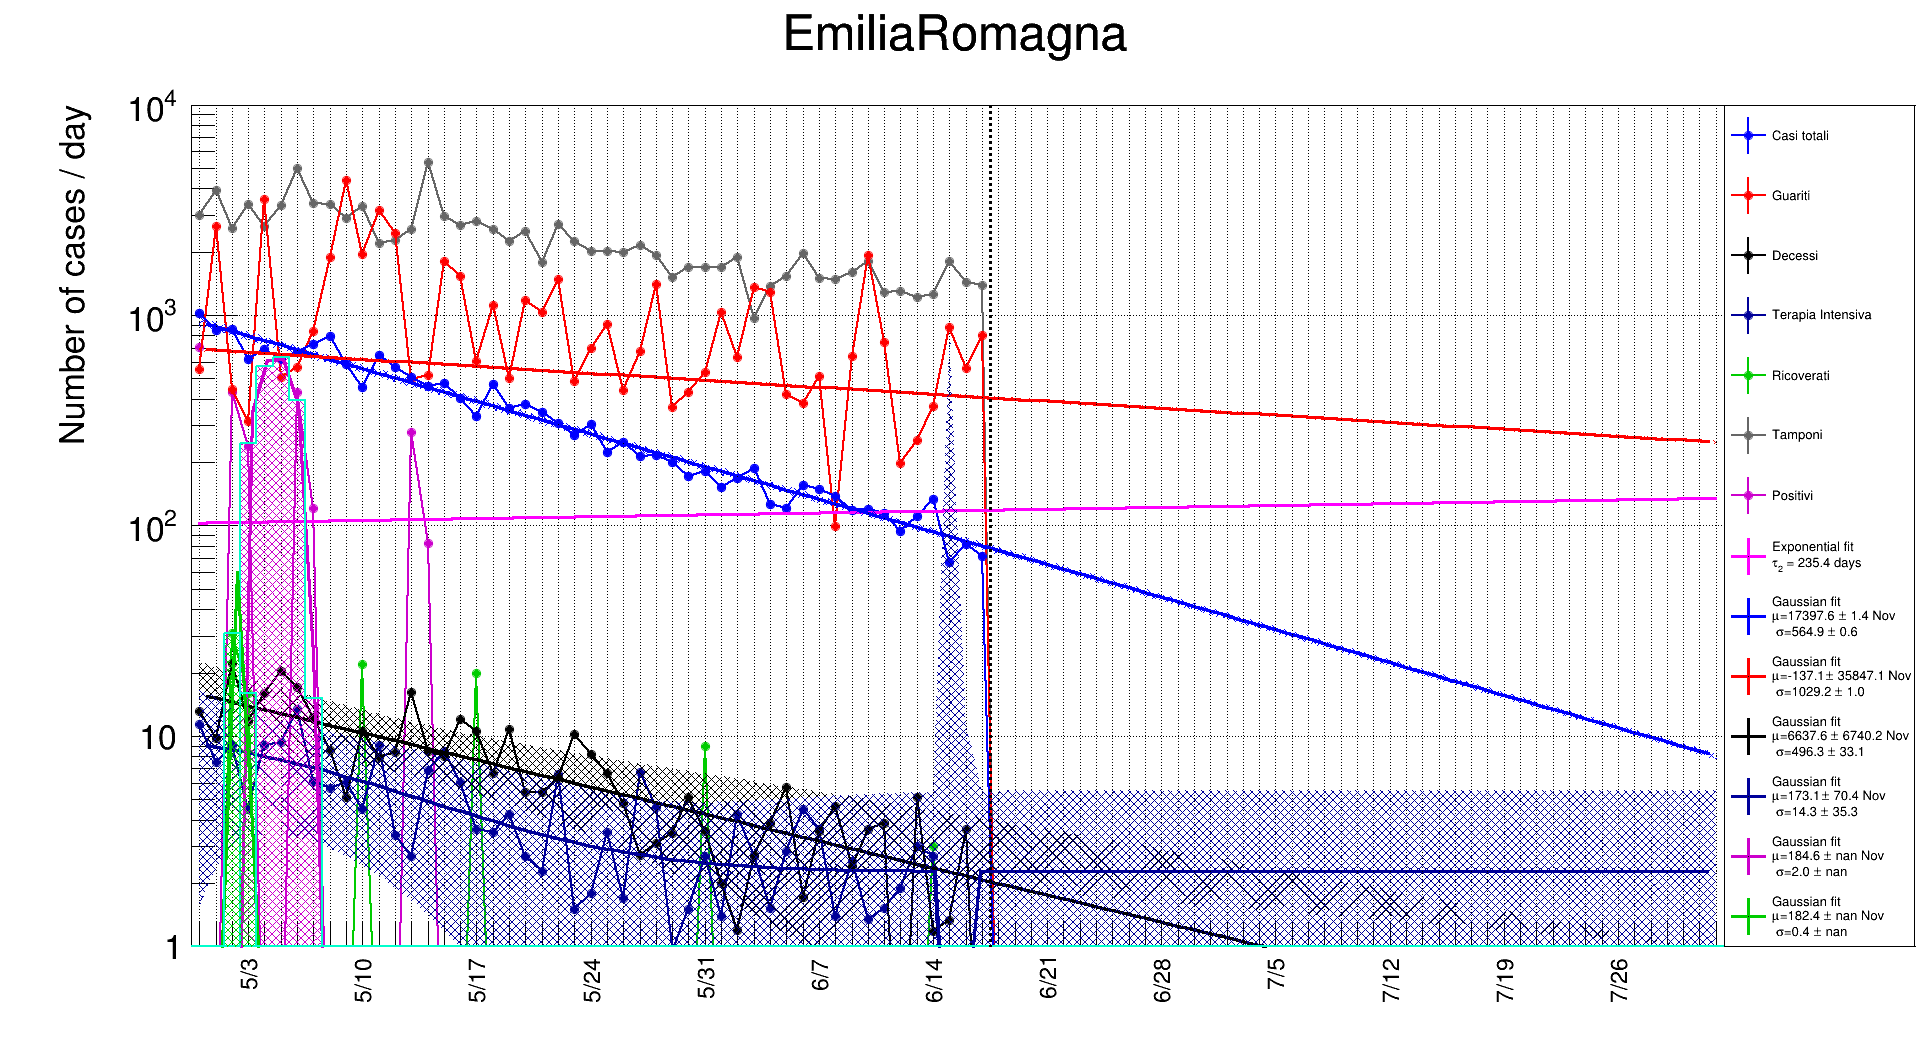 EmiliaRomagna
Number of cases / day
10^4
10^3
10^2
10
1
5/3
5/10
5/17
5/24
5/31
6/7
6/14
6/21
6/28
7/5
7/12
7/19
7/26
Casi totali
Guariti
Decessi
Terapia Intensiva
Ricoverati
Tamponi
Positivi
Exponential fit
τ₂ = 235.4 days
Gaussian fit
μ=17397.6 ± 1.4 Nov
σ=564.9 ± 0.6
Gaussian fit
μ=-137.1 ± 35847.1 Nov
σ=1029.2 ± 1.0
Gaussian fit
μ=6637.6 ± 6740.2 Nov
σ=496.3 ± 33.1
Gaussian fit
μ=173.1 ± 70.4 Nov
σ=14.3 ± 35.3
Gaussian fit
μ=184.6 ± nan Nov
σ=2.0 ± nan
Gaussian fit
μ=182.4 ± nan Nov
σ=0.4 ± nan